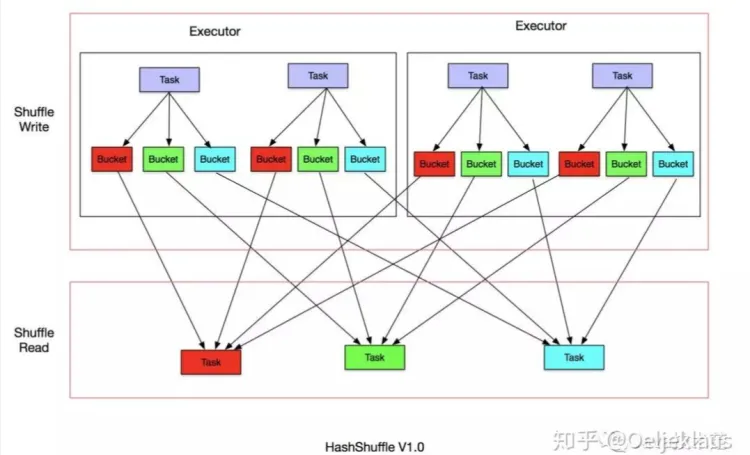 Executor
Executor
Task
Task
Task
Task
Shuffle
Write
Bucket
Bucket
Bucket
Bucket
Bucket
Bucket
Bucket
Bucket
Bucket
Bucket
Bucket
Bucket
Shuffle
Read
Task
Task
Task
HashShuffle V1.0
知乎